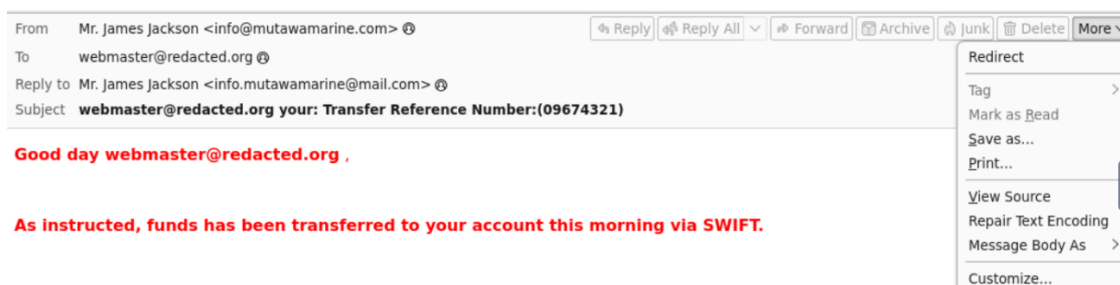 From Mr. James Jackson <info@mutawamarine.com> Reply Reply All Forward Archive Junk Delete More
To webmaster@redacted.org
Reply to Mr. James Jackson <info.mutawamarine@mail.com>
Subject webmaster@redacted.org your: Transfer Reference Number:(09674321)
Good day webmaster@redacted.org ,
As instructed, funds has been transferred to your account this morning via SWIFT.
Redirect
Tag
Mark as Read
Save as...
Print...
View Source
Repair Text Encoding
Message Body As
Customize...